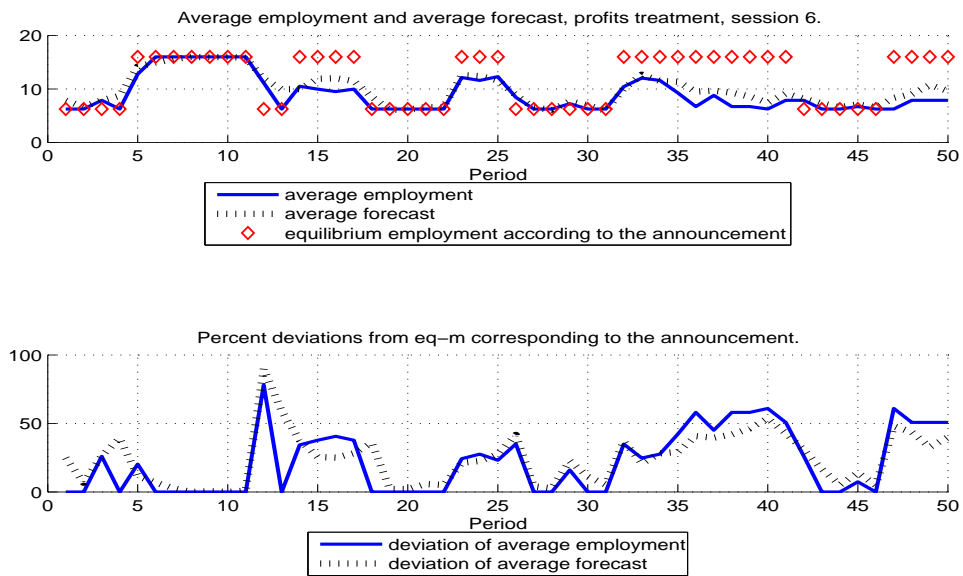 Average employment and average forecast, profits treatment, session 6.
20
10
0
0 5 10 15 20 25 30 35 40 45 50
Period
average employment
average forecast
equilibrium employment according to the announcement
Percent deviations from eq−m corresponding to the announcement.
100
50
0
0 5 10 15 20 25 30 35 40 45 50
Period
deviation of average employment
deviation of average forecast